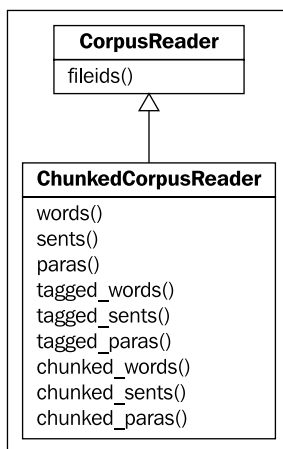 CorpusReader
fileids()
ChunkedCorpusReader
words()
sents()
paras()
tagged_words()
tagged_sents()
tagged_paras()
chunked_words()
chunked_sents()
chunked_paras()